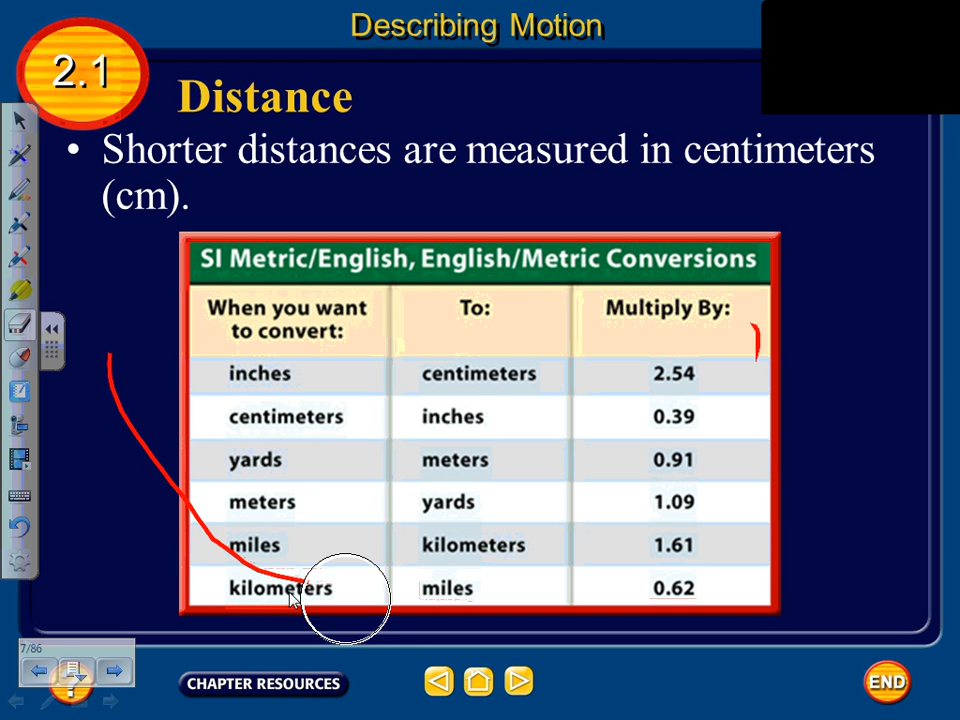 Describing Motion
2.1
Distance
• Shorter distances are measured in centimeters
(cm).
SI Metric/English, English/Metric Conversions
When you want
to convert:
To:
Multiply By:
inches centimeters 2.54
centimeters inches 0.39
yards meters 0.91
meters yards 1.09
miles kilometers 1.61
kilometers miles 0.62
7/86
?
CHAPTER RESOURCES
END